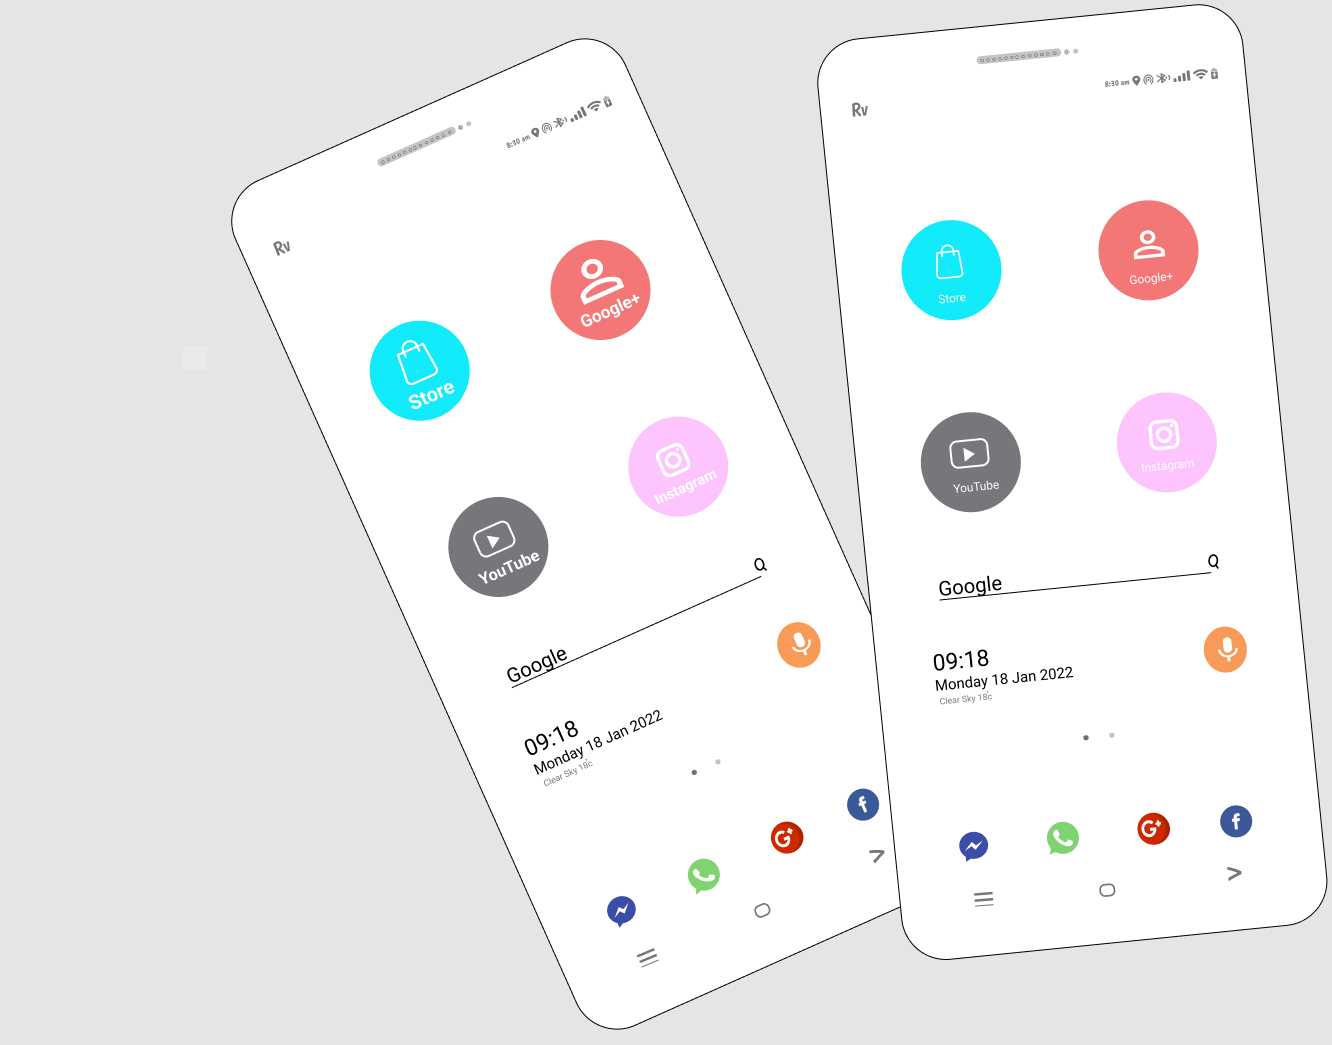 8:30 am
Rv
Google+
Store
Instagram
YouTube
Google
09:18
Monday 18 Jan 2022
Clear Sky 18c
8:30 am
Rv
Store
Google+
YouTube
Instagram
Google
09:18
Monday 18 Jan 2022
Clear Sky 18c